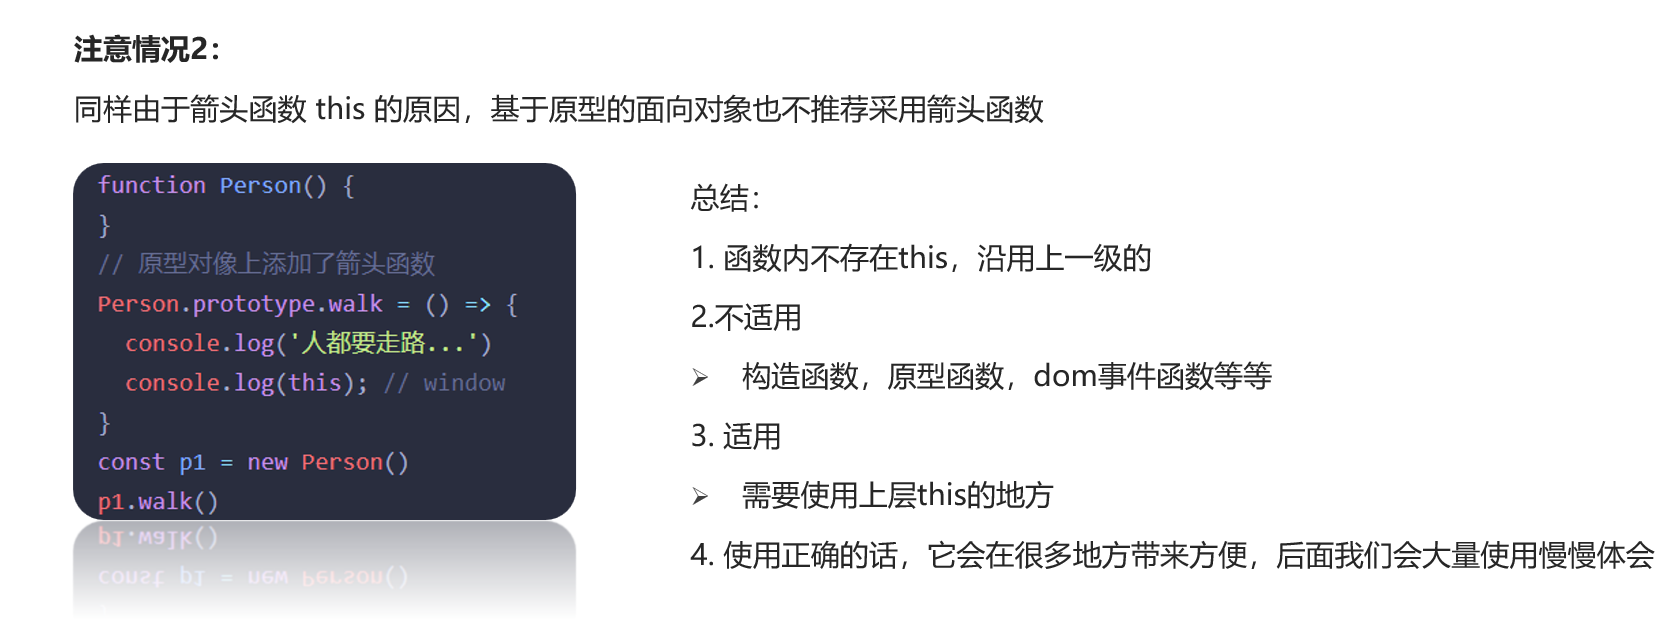 注意情况2：
同样由于箭头函数 this 的原因，基于原型的面向对象也不推荐采用箭头函数
function Person() {
}
// 原型对像上添加了箭头函数
Person.prototype.walk = () => {
  console.log('人都要走路...')
  console.log(this); // window
}
const p1 = new Person()
p1.walk()
总结：
1. 函数内不存在this，沿用上一级的
2.不适用
➢ 构造函数，原型函数，dom事件函数等等
3. 适用
➢ 需要使用上层this的地方
4. 使用正确的话，它会在很多地方带来方便，后面我们会大量使用慢慢体会